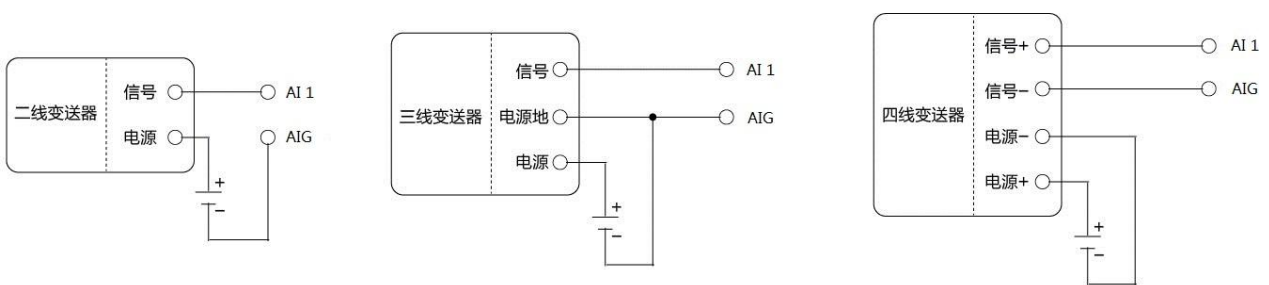 二线变送器
信号
AI 1
电源
AIG
+
−
三线变送器
信号
AI 1
电源地
AIG
电源
+
−
四线变送器
信号+
AI 1
信号−
AIG
电源−
电源+
+
−